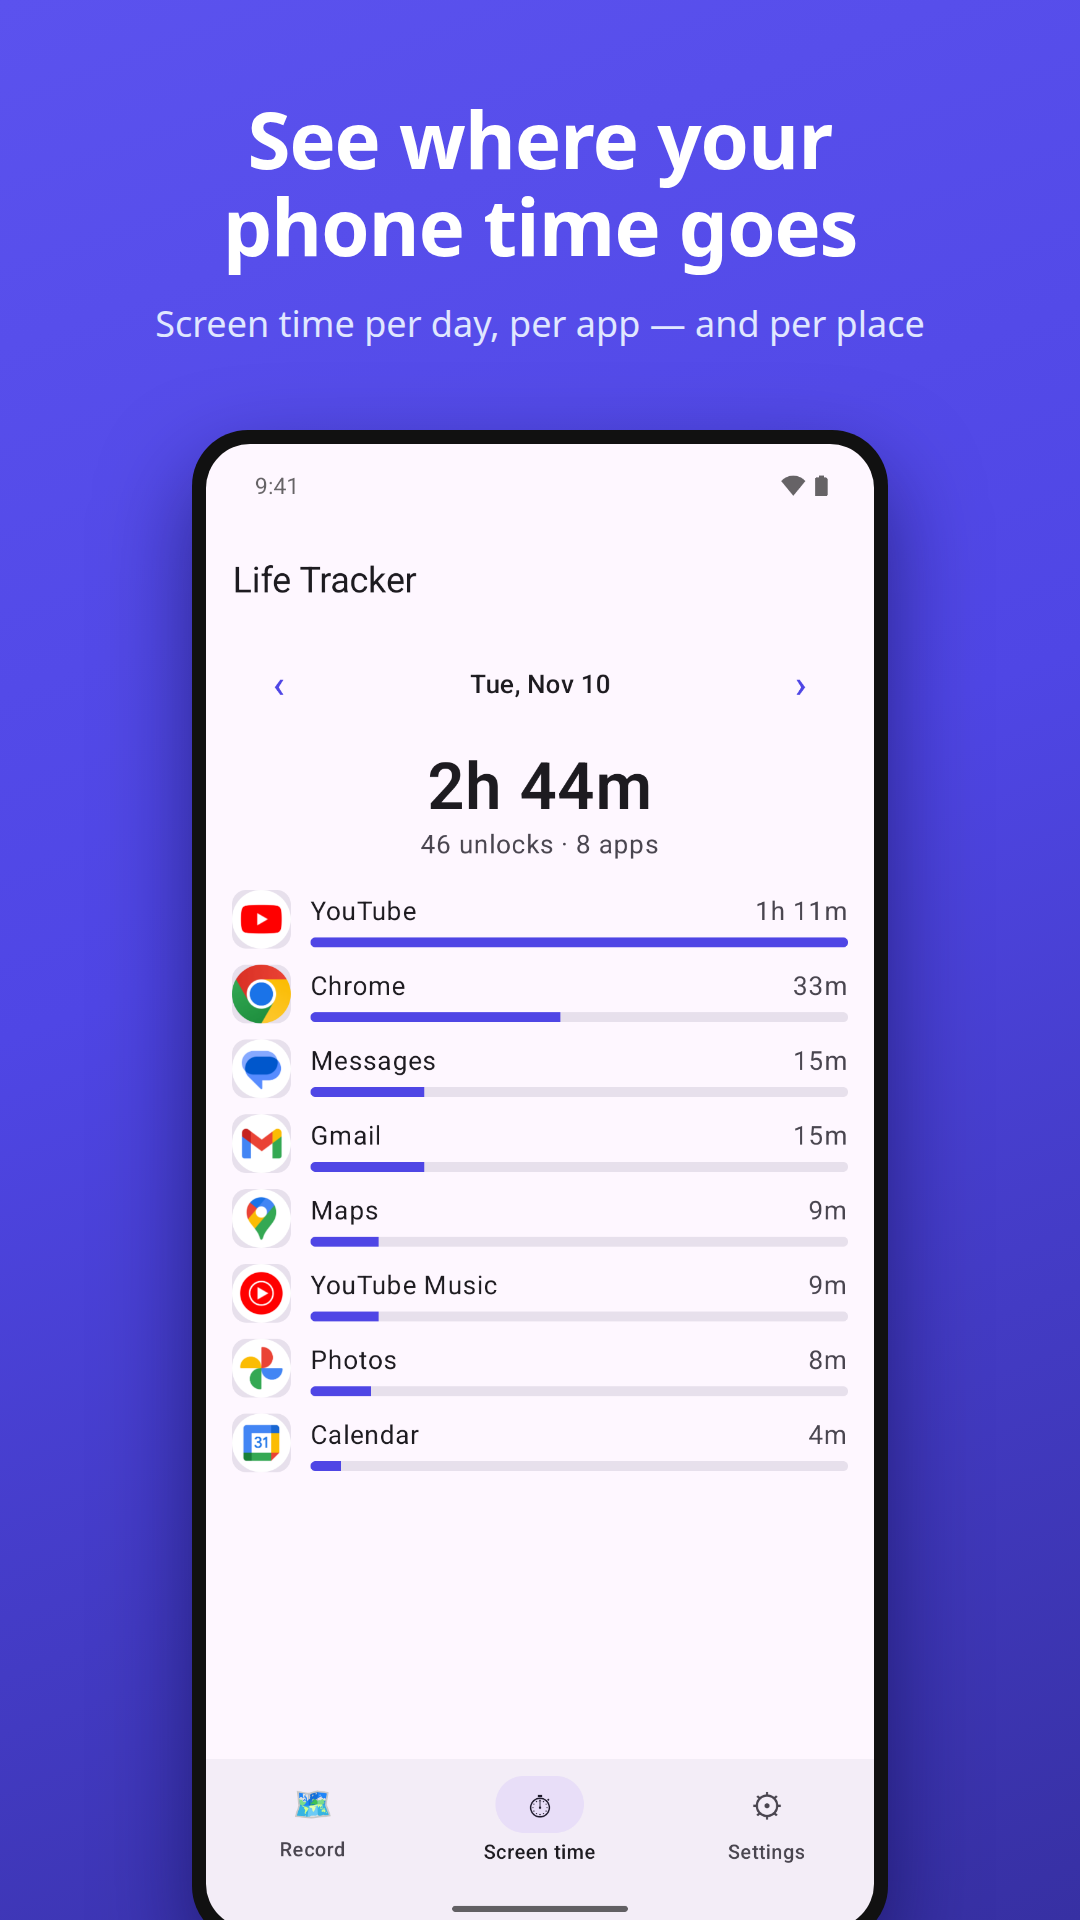 See where your
phone time goes
Screen time per day, per app — and per place
9:41
Life Tracker
‹ Tue, Nov 10 ›
2h 44m
46 unlocks · 8 apps
YouTube 1h 11m
Chrome 33m
Messages 15m
Gmail 15m
Maps 9m
YouTube Music 9m
Photos 8m
31
Calendar 4m
Record Screen time Settings